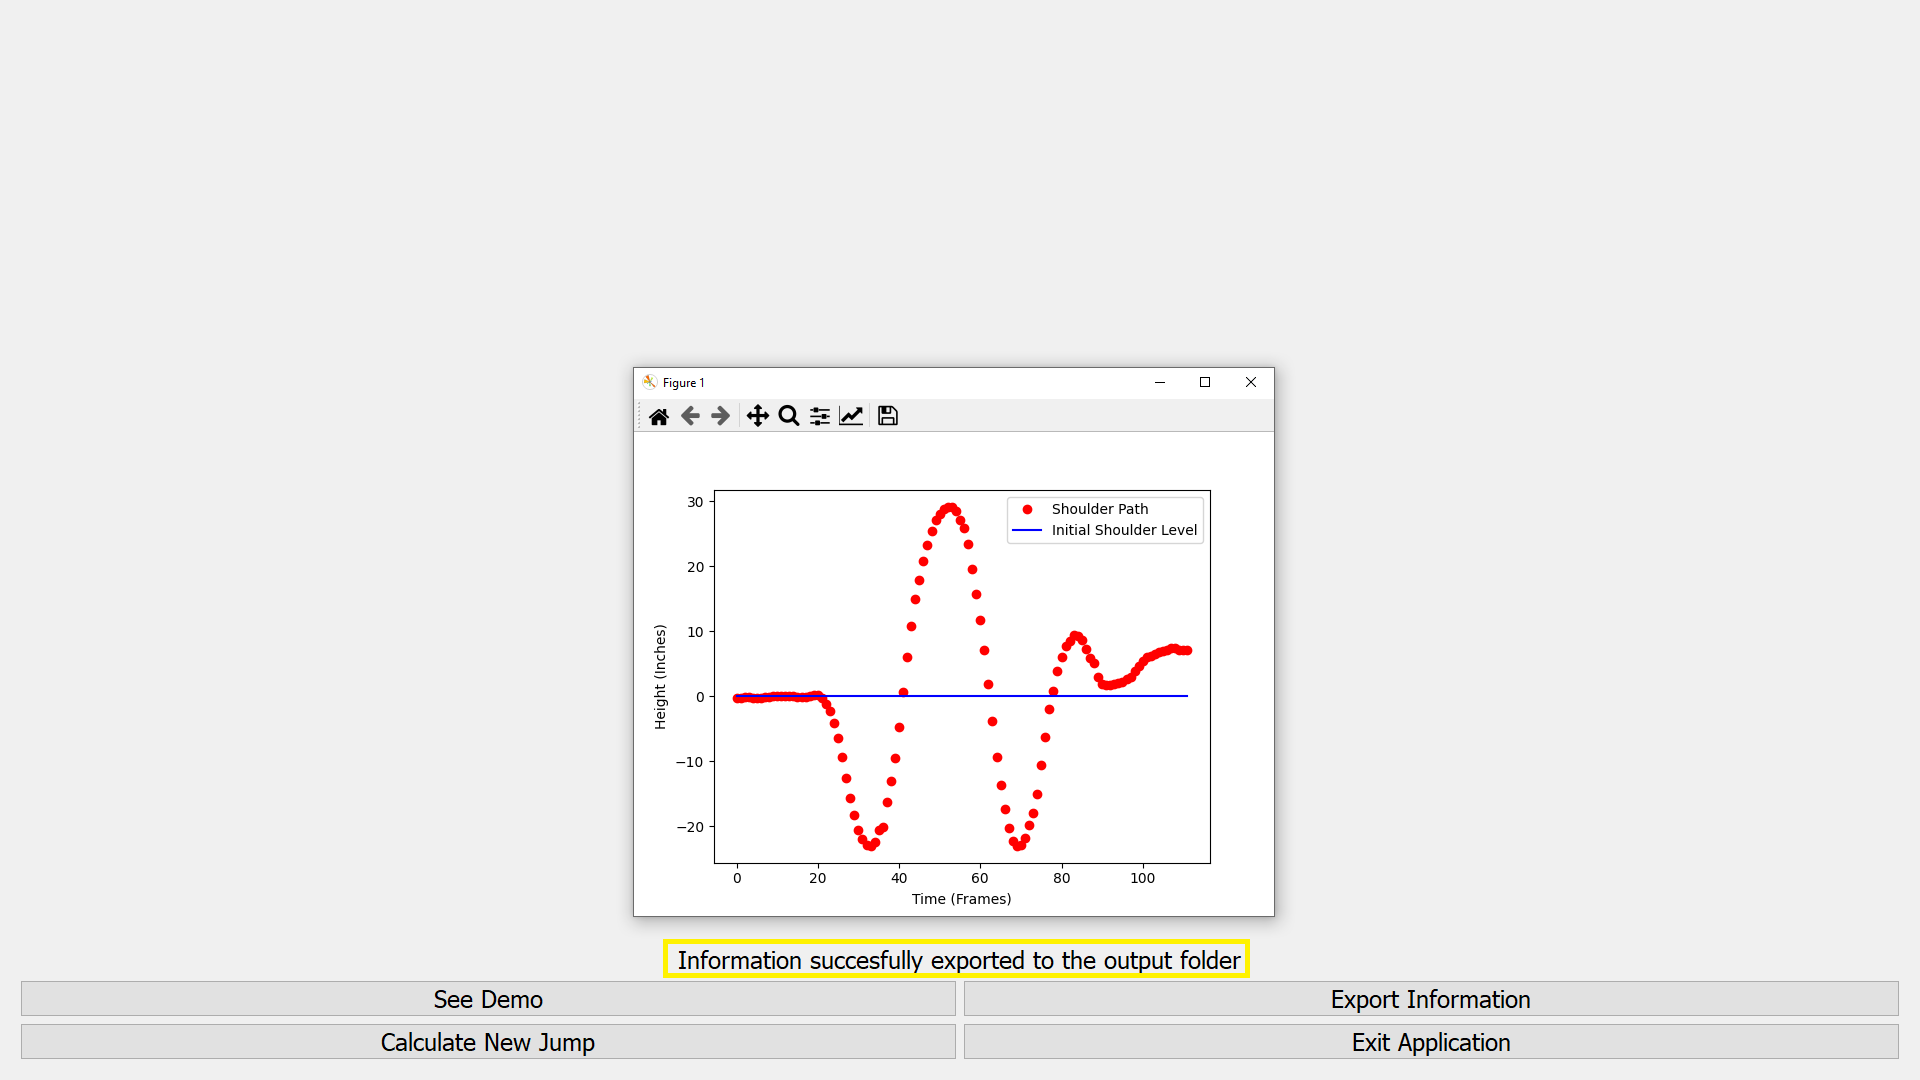 Figure 1
30
20
10
0
−10
−20
Height (Inches)
Shoulder Path
Initial Shoulder Level
0 20 40 60 80 100
Time (Frames)
Information succesfully exported to the output folder
See Demo
Export Information
Calculate New Jump
Exit Application